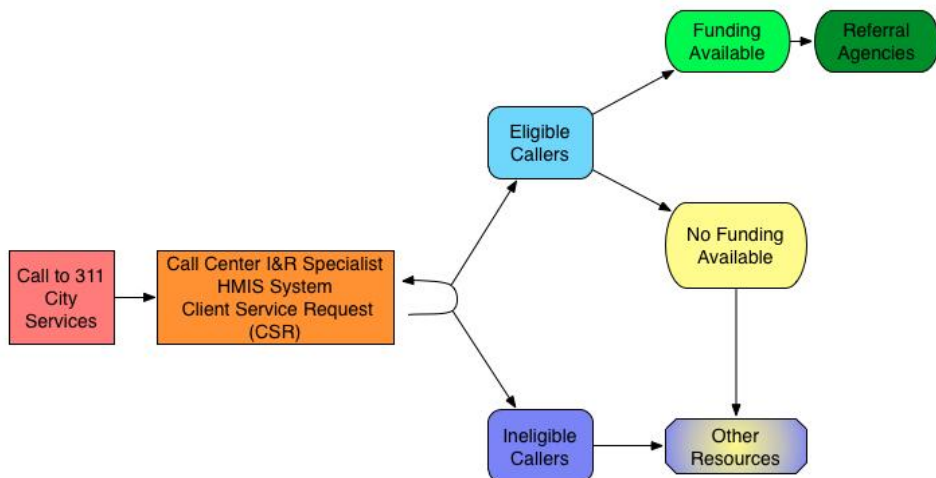 Call to 311
City
Services
Call Center I&R Specialist
HMIS System
Client Service Request
(CSR)
Eligible
Callers
Funding
Available
Referral
Agencies
No Funding
Available
Ineligible
Callers
Other
Resources